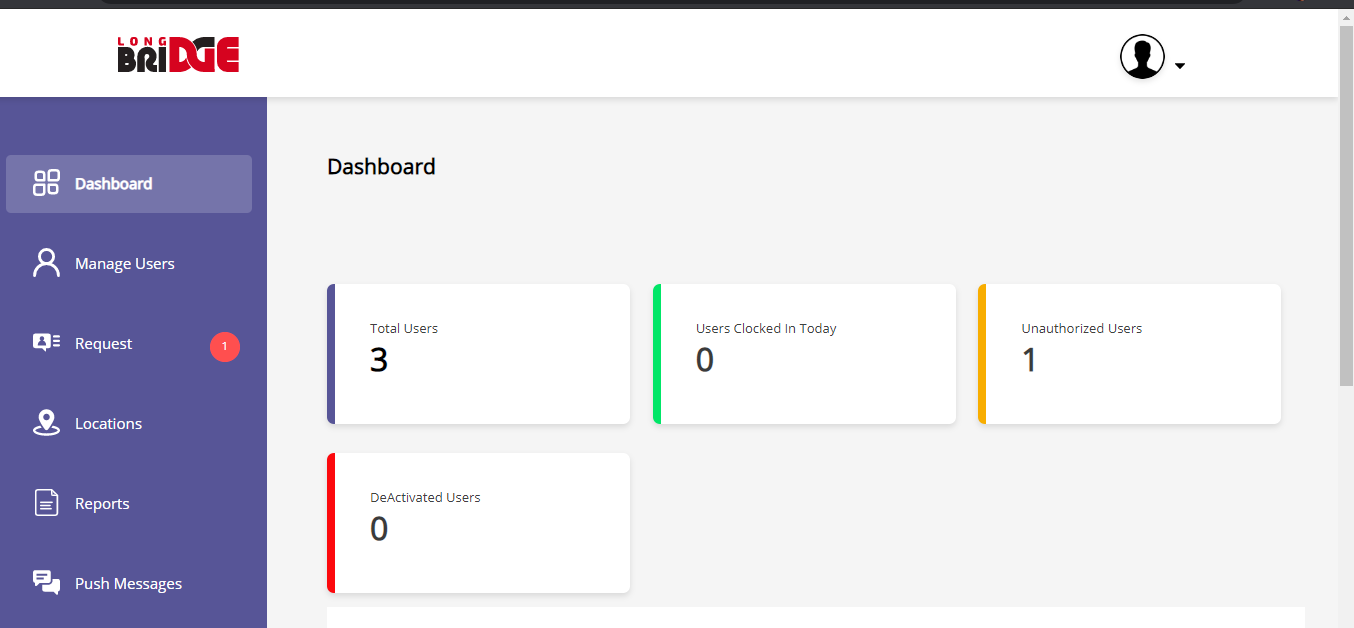 LONG
BRIDGE
Dashboard
Manage Users
Request
1
Locations
Reports
Push Messages
Dashboard
Total Users
3
Users Clocked In Today
0
Unauthorized Users
1
DeActivated Users
0